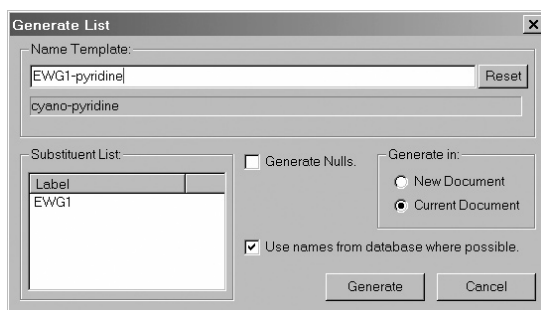 Generate List
Name Template:
EWG1-pyridine
Reset
cyano-pyridine
Substituent List:
Label
EWG1
Generate Nulls.
Generate in:
New Document
Current Document
Use names from database where possible.
Generate
Cancel